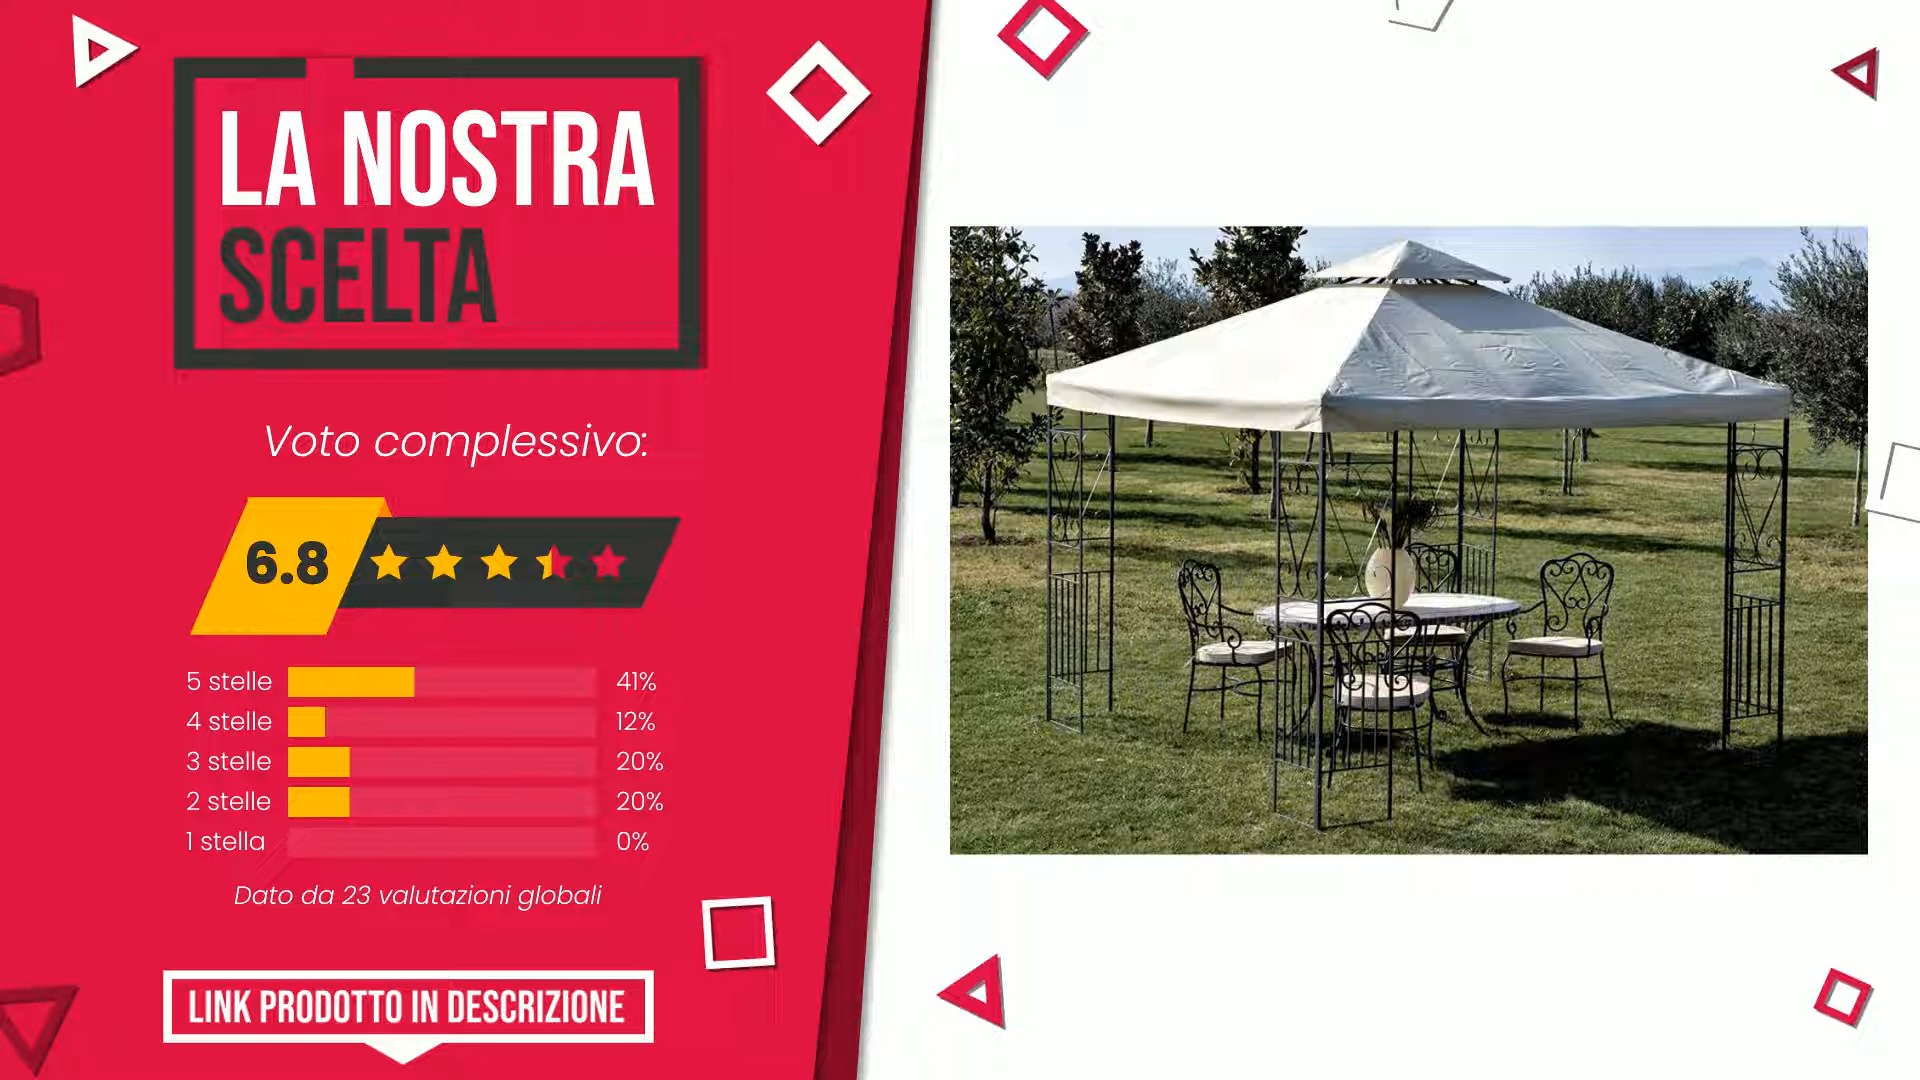 LA NOSTRA
SCELTA
Voto complessivo:
6.8
5 stelle 41%
4 stelle 12%
3 stelle 20%
2 stelle 20%
1 stella 0%
Dato da 23 valutazioni globali
LINK PRODOTTO IN DESCRIZIONE